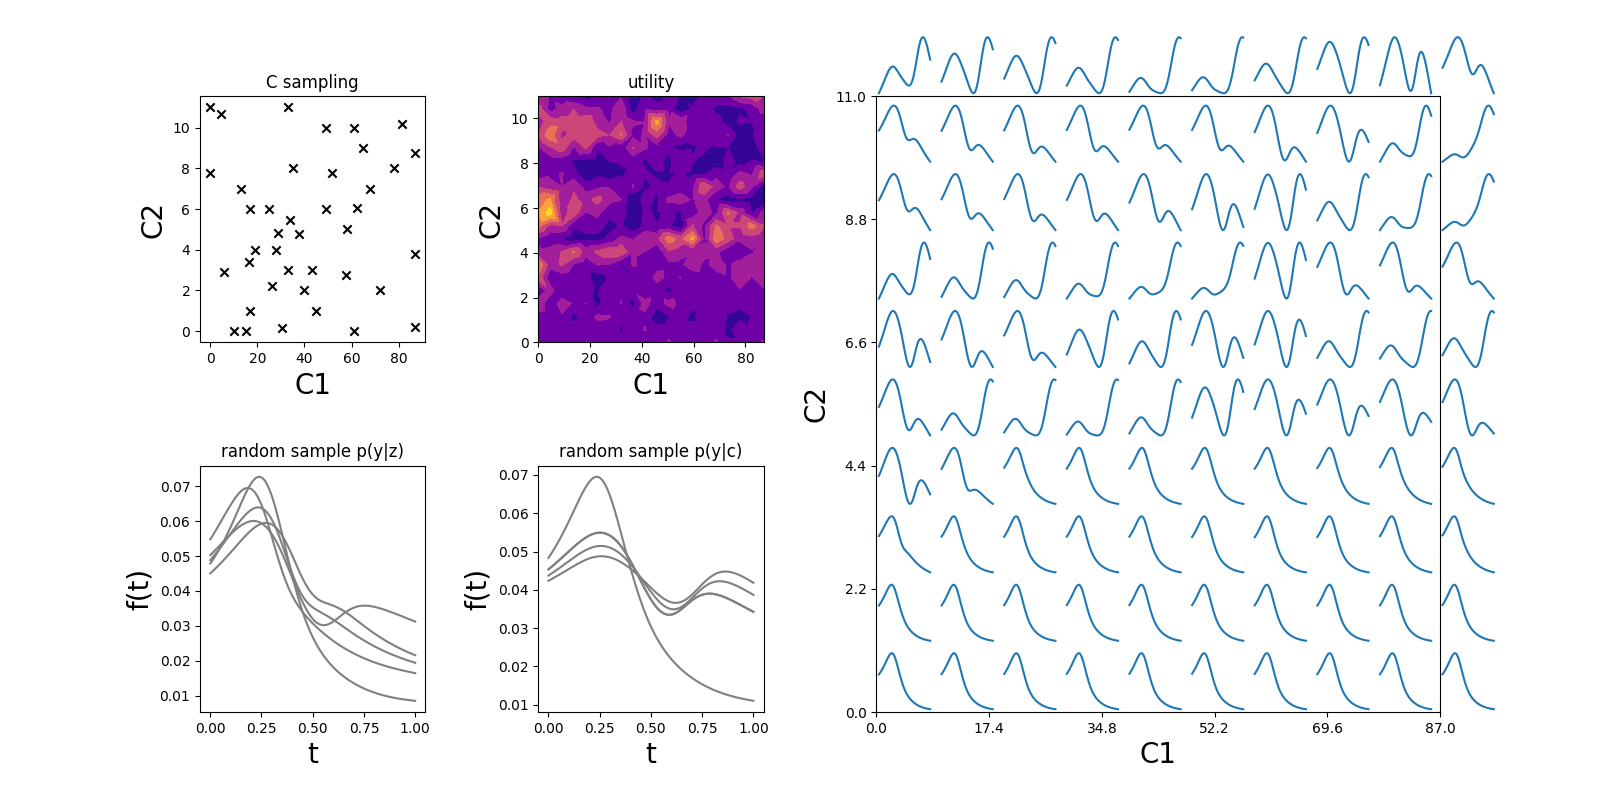 C sampling
C2
10
8
6
4
2
0
0 20 40 60 80
C1
utility
C2
10
8
6
4
2
0
0 20 40 60 80
C1
random sample p(y|z)
f(t)
0.07
0.06
0.05
0.04
0.03
0.02
0.01
0.00 0.25 0.50 0.75 1.00
t
random sample p(y|c)
f(t)
0.07
0.06
0.05
0.04
0.03
0.02
0.01
0.00 0.25 0.50 0.75 1.00
t
C2
11.0
8.8
6.6
4.4
2.2
0.0
0.0 17.4 34.8 52.2 69.6 87.0
C1